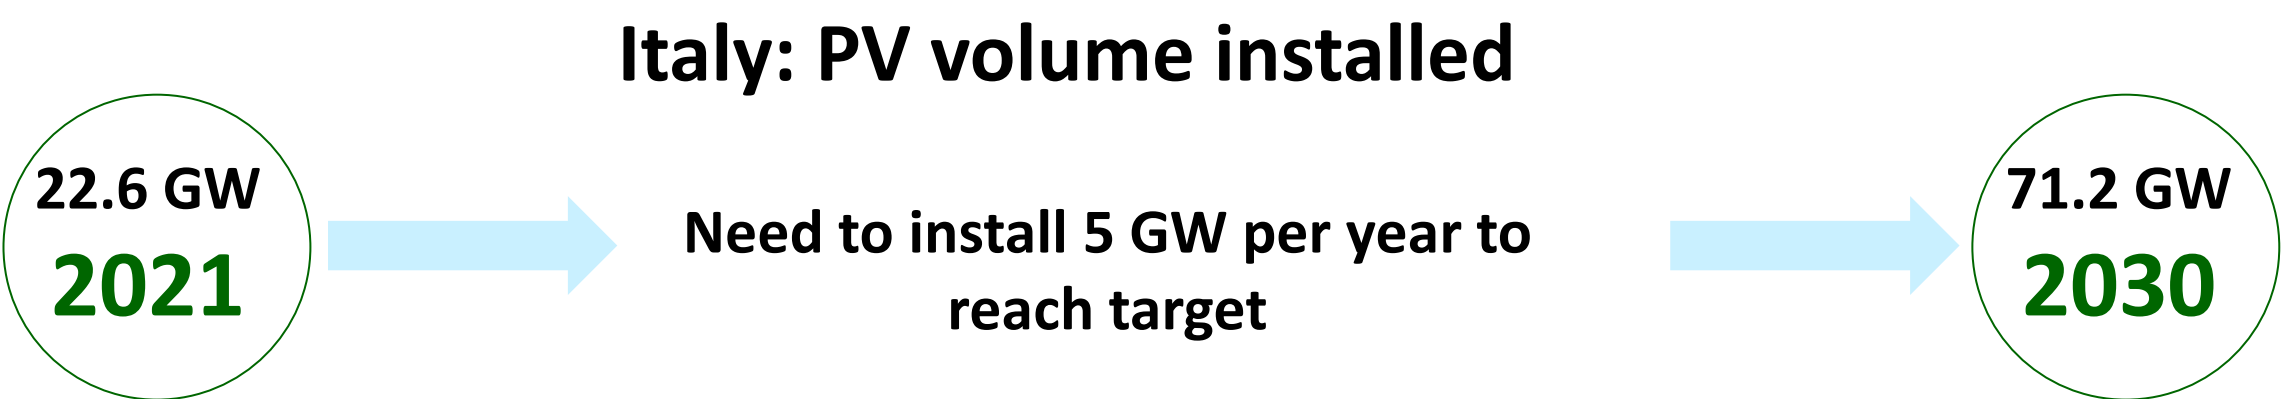 Italy: PV volume installed
22.6 GW
2021
Need to install 5 GW per year to
reach target
71.2 GW
2030